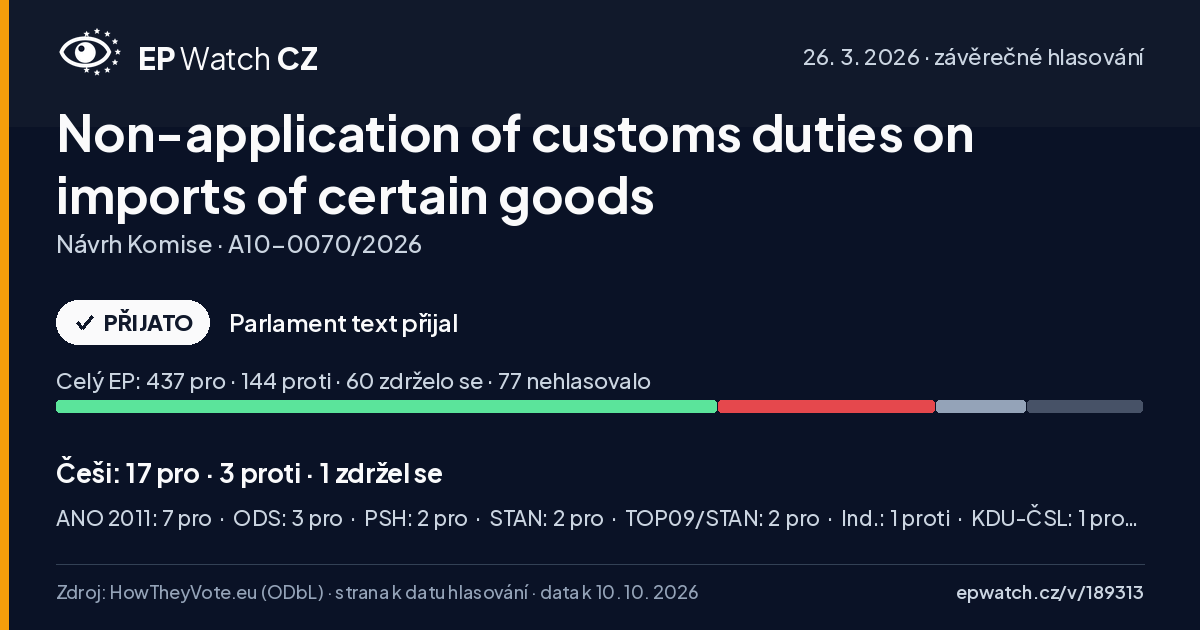 EP Watch CZ
26. 3. 2026 · závěrečné hlasování
Non-application of customs duties on
imports of certain goods
Návrh Komise · A10-0070/2026
✓ PŘIJATO
Parlament text přijal
Celý EP: 437 pro · 144 proti · 60 zdrželo se · 77 nehlasovalo
Češi: 17 pro · 3 proti · 1 zdržel se
ANO 2011: 7 pro · ODS: 3 pro · PSH: 2 pro · STAN: 2 pro · TOP09/STAN: 2 pro · Ind.: 1 proti · KDU-ČSL: 1 pro…
Zdroj: HowTheyVote.eu (ODbL) · strana k datu hlasování · data k 10. 10. 2026
epwatch.cz/v/189313